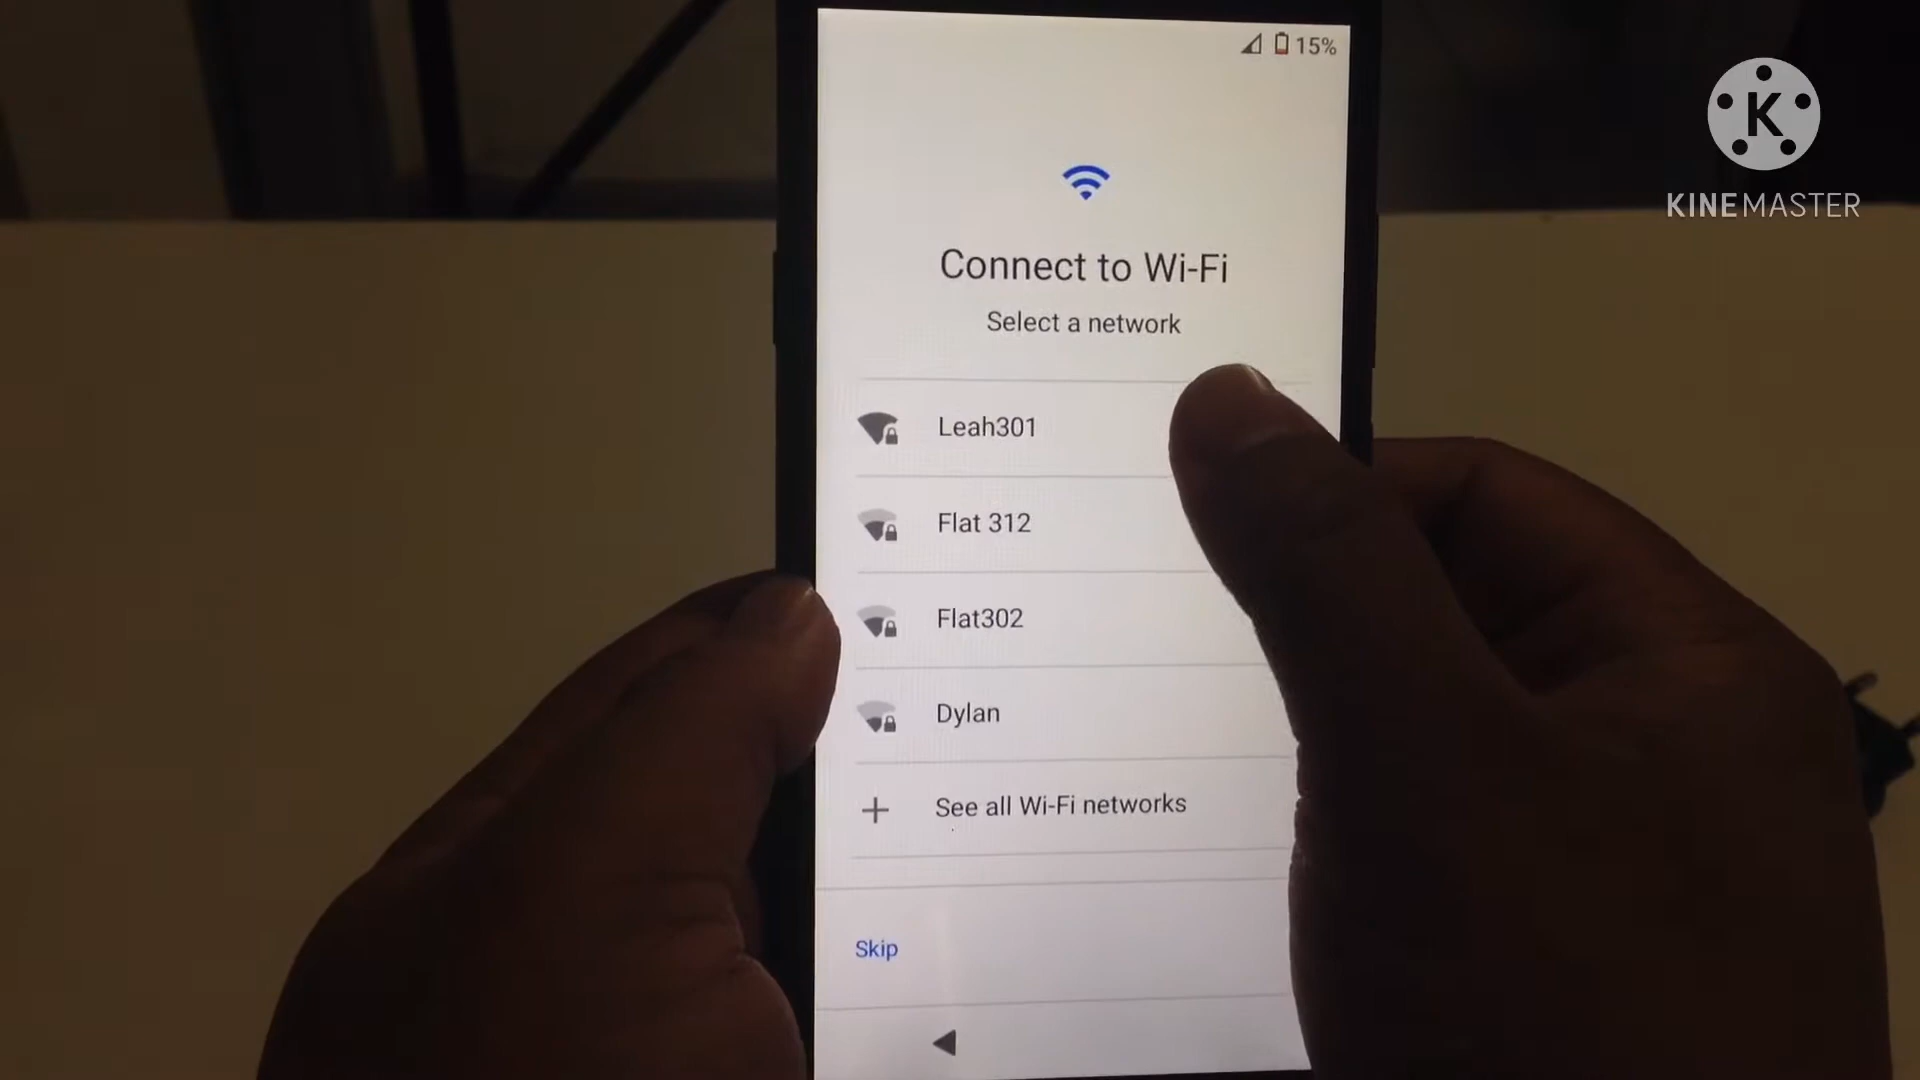 15%
K
KINEMASTER
Connect to Wi-Fi
Select a network
Leah301
Flat 312
Flat302
Dylan
See all Wi-Fi networks
Skip